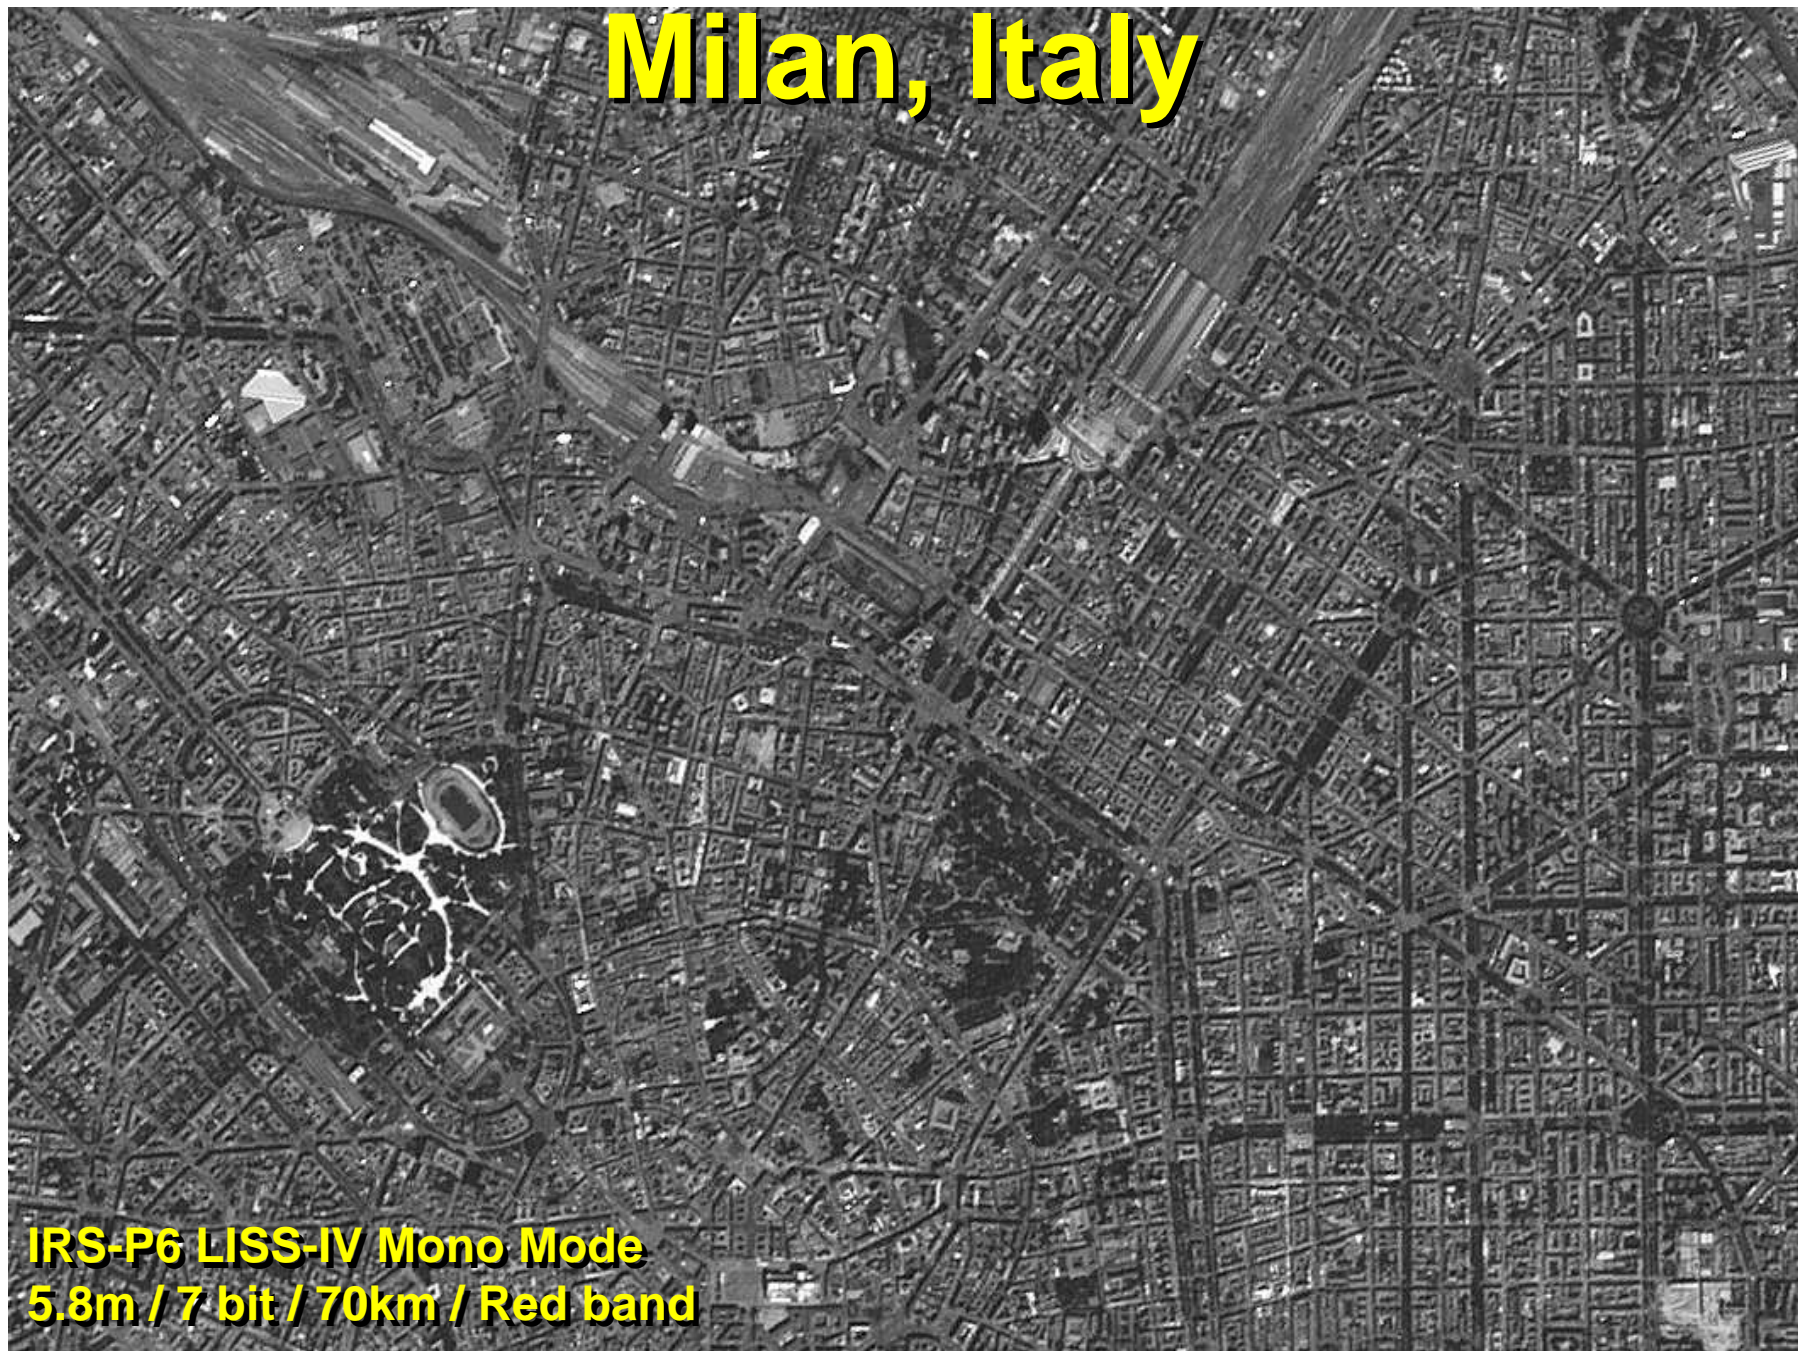 Milan, Italy
IRS-P6 LISS-IV Mono Mode
5.8m / 7 bit / 70km / Red band